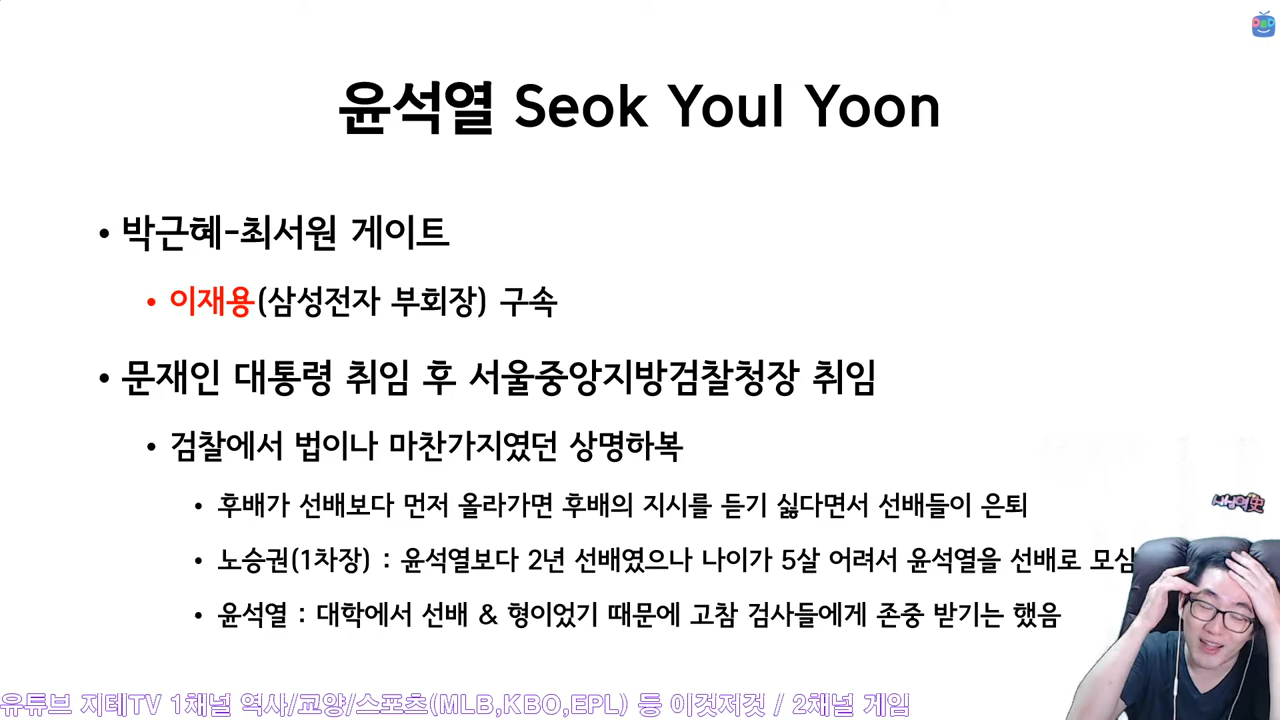 윤석열 Seok Youl Yoon
• 박근혜-최서원 게이트
• 이재용(삼성전자 부회장) 구속
• 문재인 대통령 취임 후 서울중앙지방검찰청장 취임
• 검찰에서 법이나 마찬가지였던 상명하복
• 후배가 선배보다 먼저 올라가면 후배의 지시를 듣기 싫다면서 선배들이 은퇴
• 노승권(1차장) : 윤석열보다 2년 선배였으나 나이가 5살 어려서 윤석열을 선배로 모심
• 윤석열 : 대학에서 선배 & 형이었기 때문에 고참 검사들에게 존중 받기는 했음
유튜브 지테TV 1채널 역사/교양/스포츠(MLB,KBO,EPL) 등 이것저것 / 2채널 게임